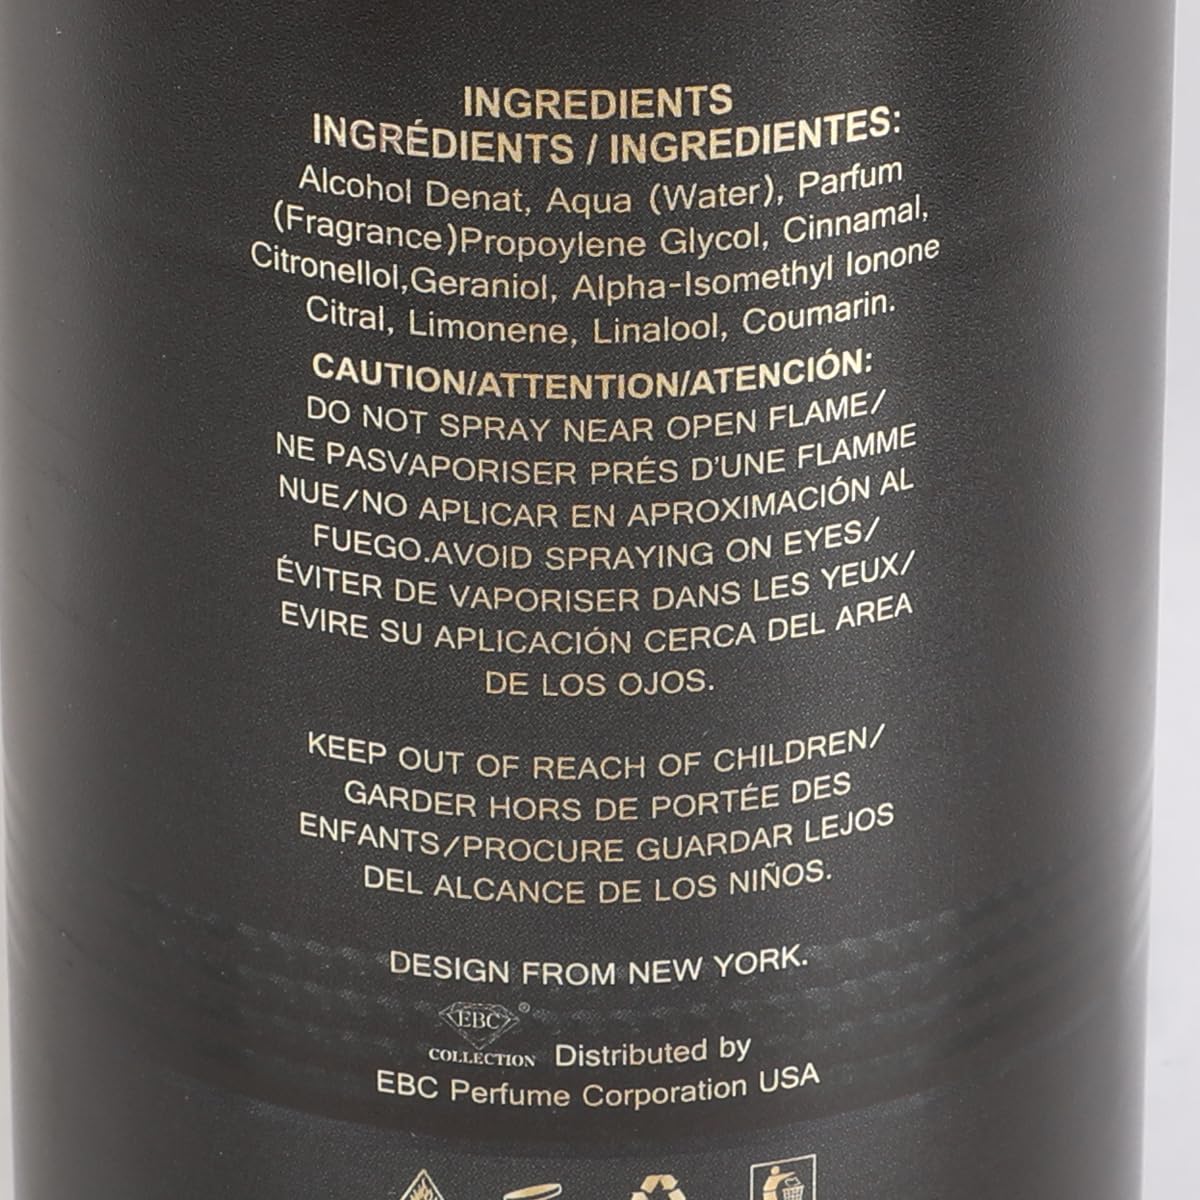 INGREDIENTS
INGRÉDIENTS / INGREDIENTES:
Alcohol Denat, Aqua (Water), Parfum
(Fragrance)Propoylene Glycol, Cinnamal,
Citronellol,Geraniol, Alpha-Isomethyl Ionone
Citral, Limonene, Linalool, Coumarin.
CAUTION/ATTENTION/ATENCIÓN:
DO NOT SPRAY NEAR OPEN FLAME/
NE PASVAPORISER PRÉS D'UNE FLAMME
NUE/NO APLICAR EN APROXIMACIÓN AL
FUEGO.AVOID SPRAYING ON EYES/
ÉVITER DE VAPORISER DANS LES YEUX/
EVIRE SU APLICACIÓN CERCA DEL AREA
DE LOS OJOS.
KEEP OUT OF REACH OF CHILDREN/
GARDER HORS DE PORTÉE DES
ENFANTS/PROCURE GUARDAR LEJOS
DEL ALCANCE DE LOS NIÑOS.
DESIGN FROM NEW YORK.
EBC®
COLLECTION Distributed by
EBC Perfume Corporation USA